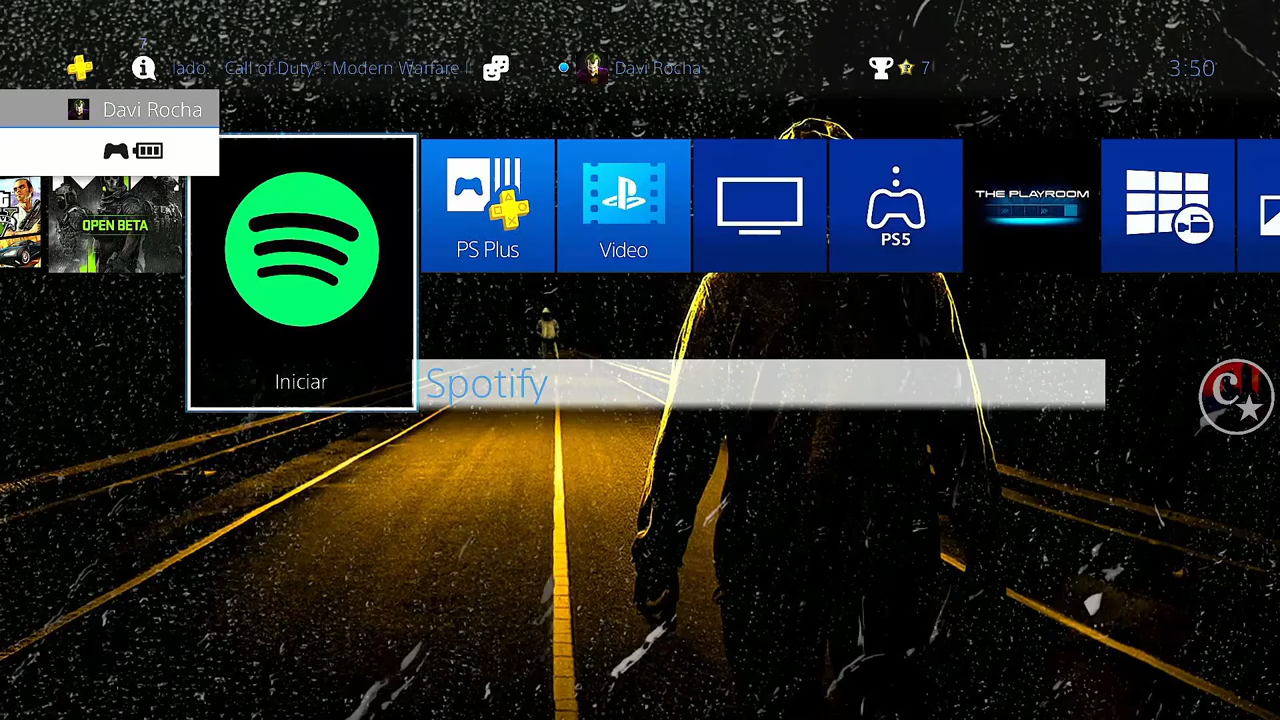 7
lado. Call of Duty®: Modern Warfare I
Davi Rocha
7
3:50
Davi Rocha
OPEN BETA
PS Plus
Video
PS5
THE PLAYROOM
Iniciar
Spotify
C